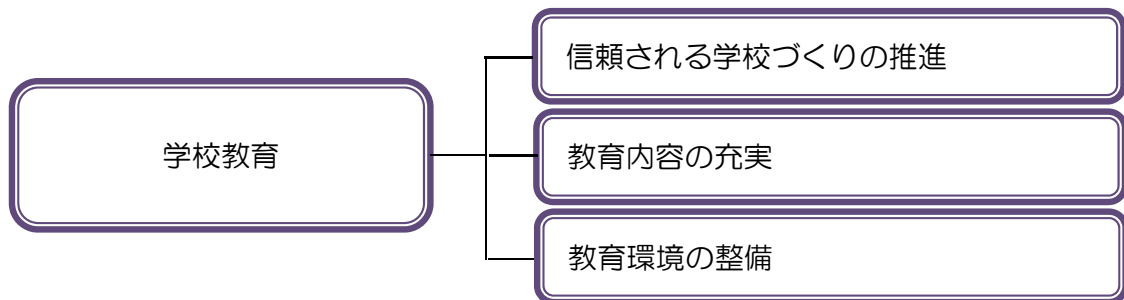 信頼される学校づくりの推進
学校教育
教育内容の充実
教育環境の整備